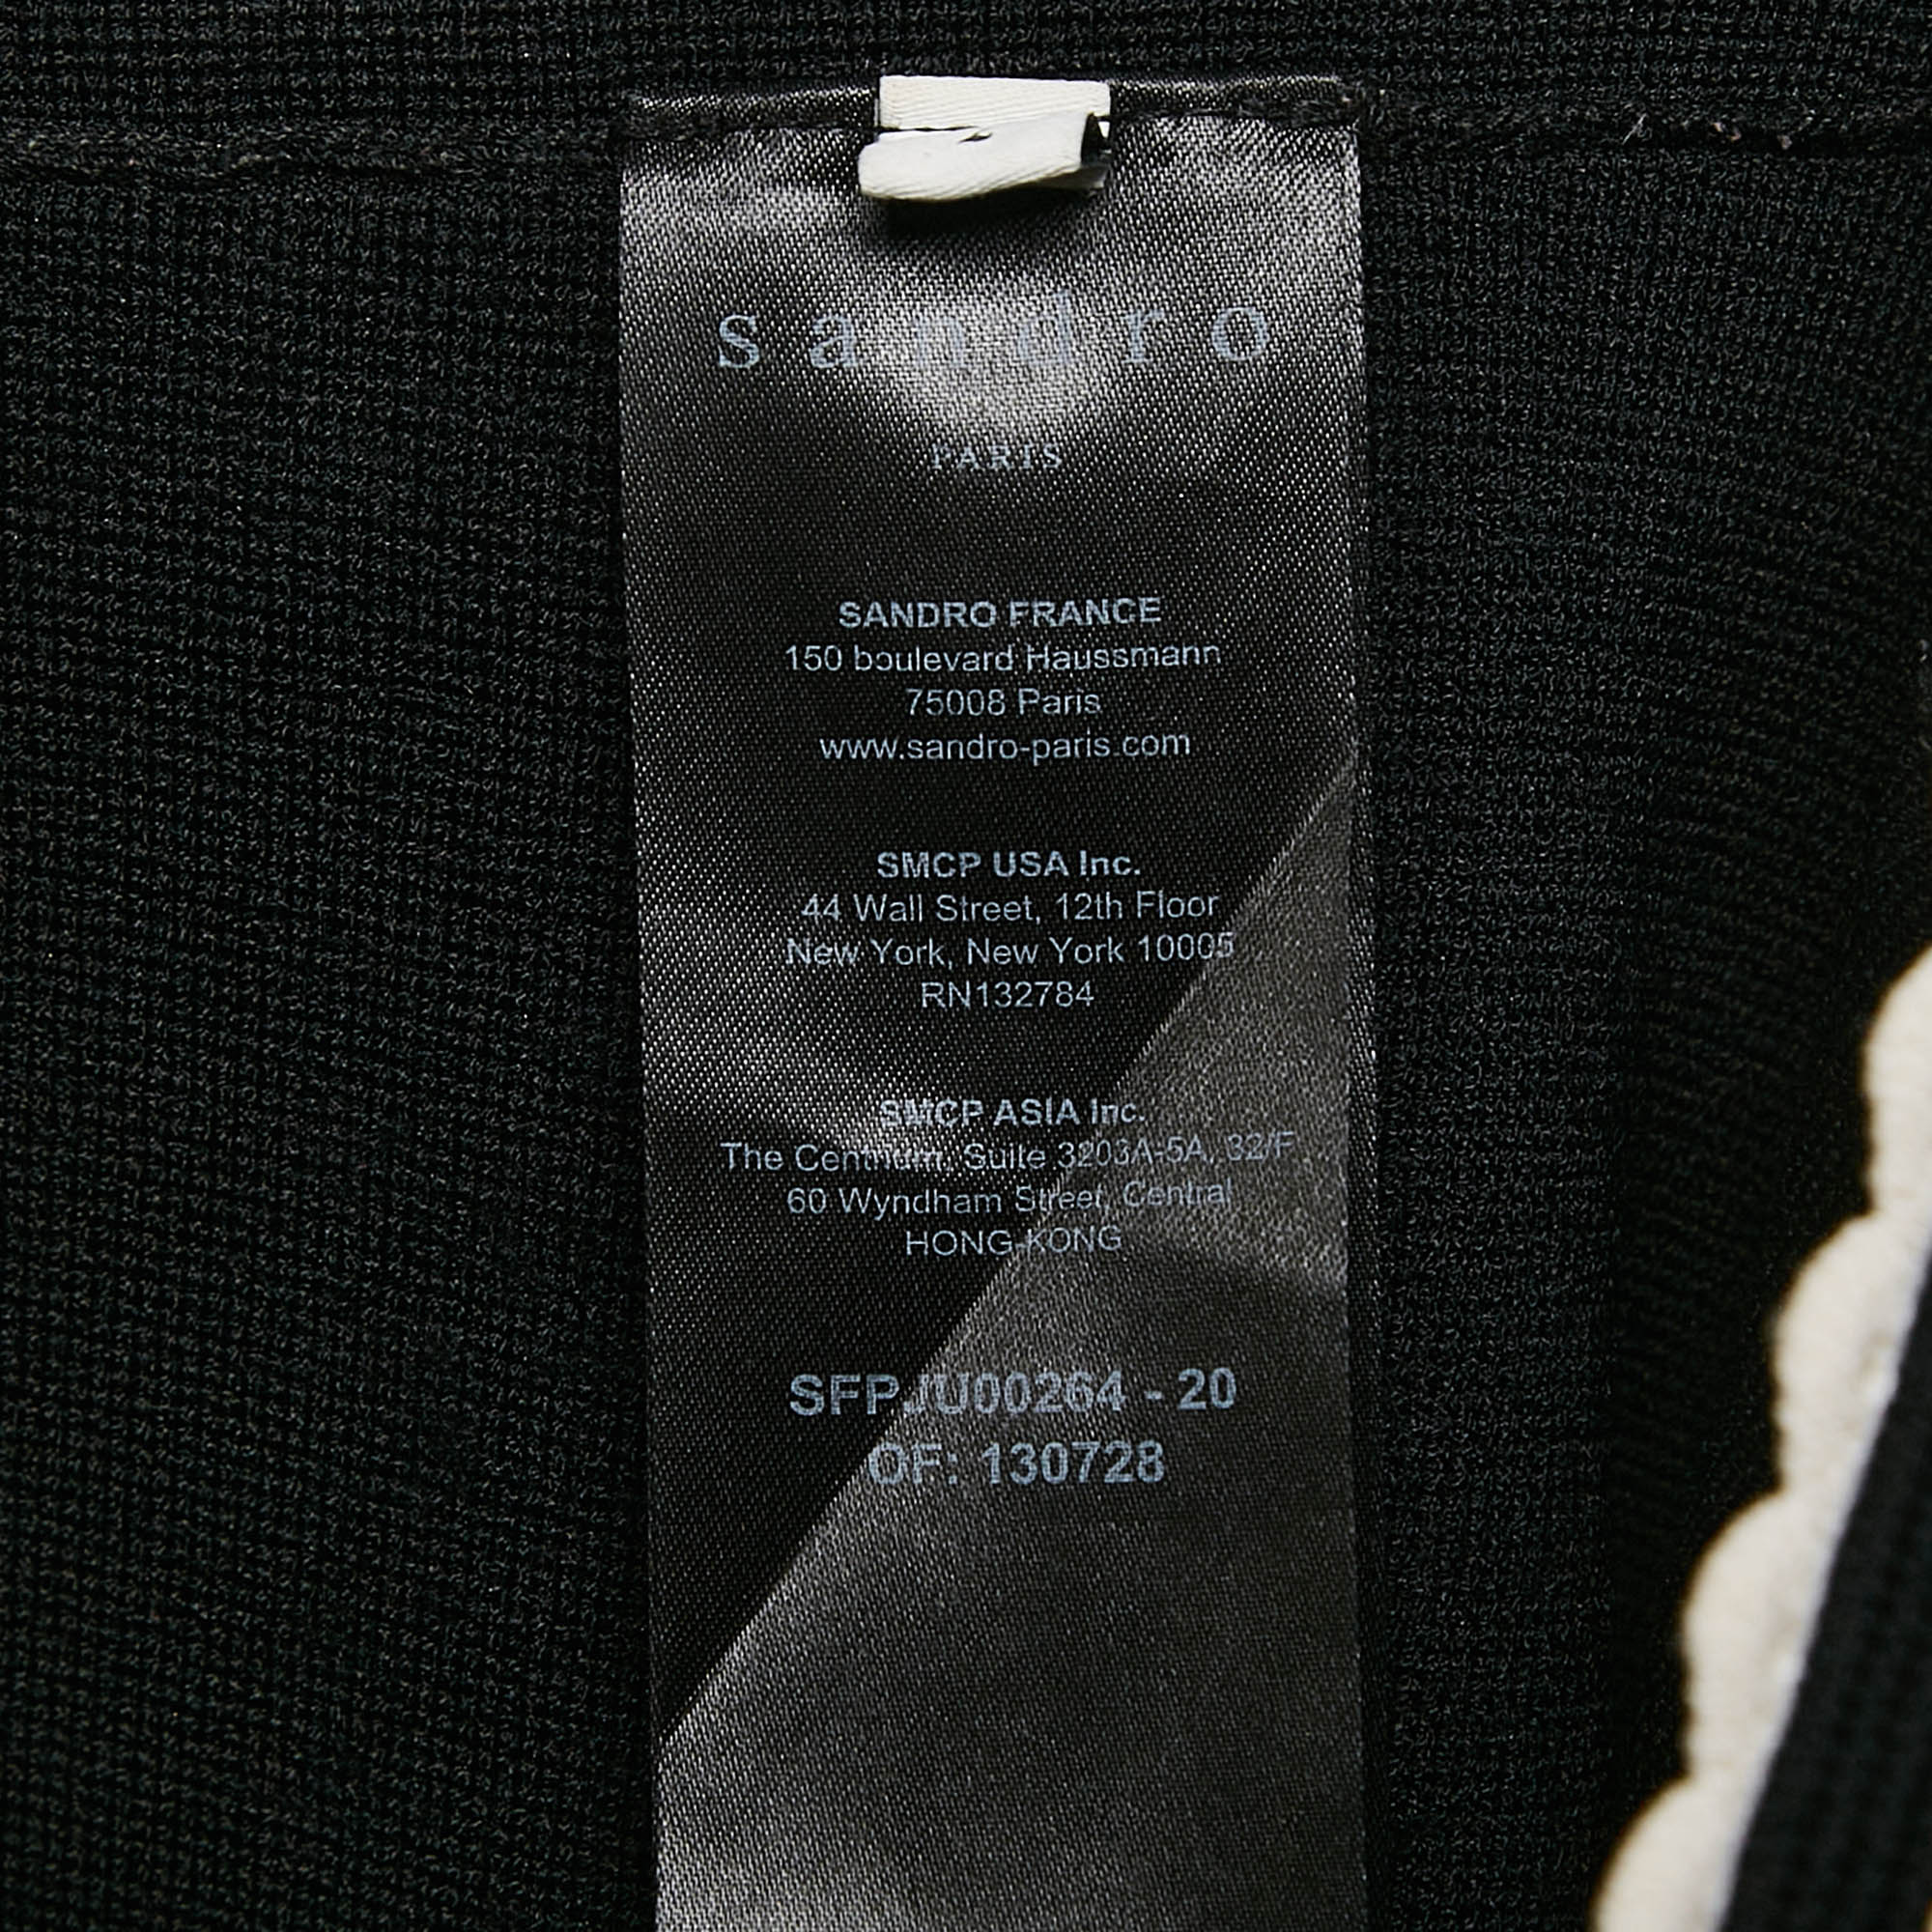 sandro
PARIS
SANDRO FRANCE
150 boulevard Haussmann
75008 Paris
www.sandro-paris.com
SMCP USA Inc.
44 Wall Street, 12th Floor
New York, New York 10005
RN132784
SMCP ASIA Inc.
The Centrium, Suite 3203A-5A, 32/F
60 Wyndham Street, Central
HONG-KONG
SFPJU00264 - 20
OF: 130728